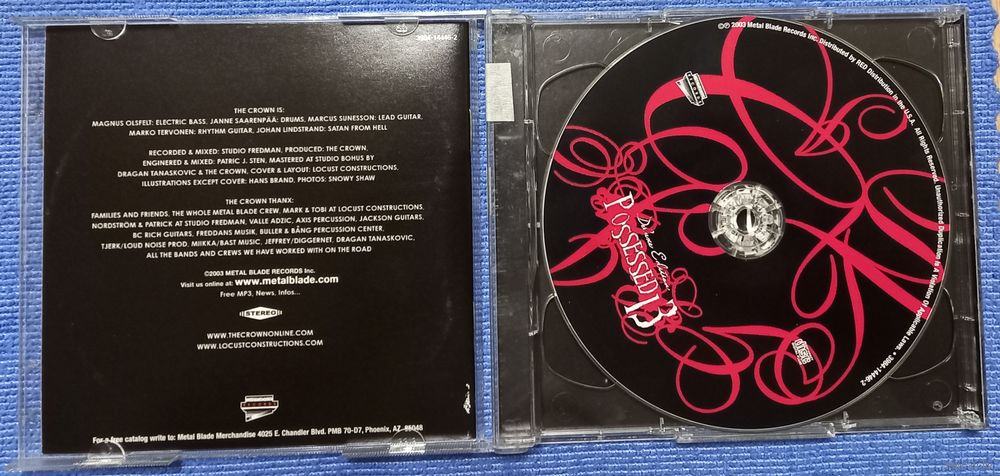 3984-14446-2
THE CROWN IS:
MAGNUS OLSFELT: ELECTRIC BASS, JANNE SAARENPÄÄ: DRUMS, MARCUS SUNESSON: LEAD GUITAR,
MARKO TERVONEN: RHYTHM GUITAR, JOHAN LINDSTRAND: SATAN FROM HELL
RECORDED & MIXED: STUDIO FREDMAN, PRODUCED: THE CROWN,
ENGINERED & MIXED: PATRIC J. STEN, MASTERED AT STUDIO BOHUS BY
DRAGAN TANASKOVIC & THE CROWN, COVER & LAYOUT: LOCUST CONSTRUCTIONS,
ILLUSTRATIONS EXCEPT COVER: HANS BRAND, PHOTOS: SNOWY SHAW
THE CROWN THANX:
FAMILIES AND FRIENDS, THE WHOLE METAL BLADE CREW, MARK & TOBI AT LOCUST CONSTRUCTIONS,
NORDSTRÖM & PATRICK AT STUDIO FREDMAN, VALLE ADZIC, AXIS PERCUSSION, JACKSON GUITARS,
BC RICH GUITARS, FREDDANS MUSIK, BULLER & BÅNG PERCUSSION CENTER,
TJERK/LOUD NOISE PROD. MIIKKA/BAST MUSIC, JEFFREY/DIGGERNET, DRAGAN TANASKOVIC,
ALL THE BANDS AND CREWS WE HAVE WORKED WITH ON THE ROAD
©2003 METAL BLADE RECORDS Inc.
Visit us online at: www.metalblade.com
Free MP3, News, Infos...
STEREO
WWW.THECROWNONLINE.COM
WWW.LOCUSTCONSTRUCTIONS.COM
RECORDS
For a free catalog write to: Metal Blade Merchandise 4025 E. Chandler Blvd. PMB 70-D7, Phoenix, AZ 85048
©℗ 2003 Metal Blade Records Inc. Distributed by RED Distribution in the U.S.A. All Rights Reserved. Unauthorized Duplication Is A Violation Of Applicable Laws. • 3984-14446-2
RECORDS
POSSESSED 13
COMPACT
disc